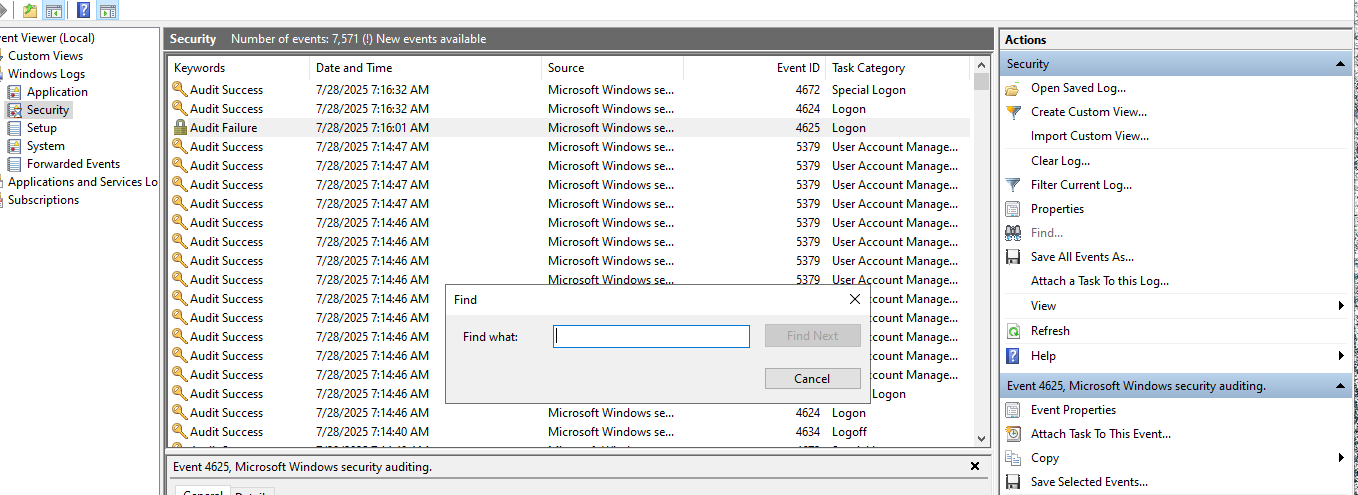 ent Viewer (Local)
Custom Views
Windows Logs
Application
Security
Setup
System
Forwarded Events
Applications and Services Lo
Subscriptions
Security Number of events: 7,571 (!) New events available
Keywords Date and Time Source Event ID Task Category
Audit Success 7/28/2025 7:16:32 AM Microsoft Windows se... 4672 Special Logon
Audit Success 7/28/2025 7:16:32 AM Microsoft Windows se... 4624 Logon
Audit Failure 7/28/2025 7:16:01 AM Microsoft Windows se... 4625 Logon
Audit Success 7/28/2025 7:14:47 AM Microsoft Windows se... 5379 User Account Manage...
Audit Success 7/28/2025 7:14:47 AM Microsoft Windows se... 5379 User Account Manage...
Audit Success 7/28/2025 7:14:47 AM Microsoft Windows se... 5379 User Account Manage...
Audit Success 7/28/2025 7:14:47 AM Microsoft Windows se... 5379 User Account Manage...
Audit Success 7/28/2025 7:14:46 AM Microsoft Windows se... 5379 User Account Manage...
Audit Success 7/28/2025 7:14:46 AM Microsoft Windows se... 5379 User Account Manage...
Audit Success 7/28/2025 7:14:46 AM Microsoft Windows se... 5379 User Account Manage...
Audit Success 7/28/2025 7:14:46 AM Microsoft Windows se... 5379 User Account Manage...
Audit Success 7/28/2025 7:14:46 AM ccount Manage...
Audit Success 7/28/2025 7:14:46 AM ccount Manage...
Audit Success 7/28/2025 7:14:46 AM ccount Manage...
Audit Success 7/28/2025 7:14:46 AM ccount Manage...
Audit Success 7/28/2025 7:14:46 AM ccount Manage...
Audit Success 7/28/2025 7:14:46 AM Logon
Audit Success 7/28/2025 7:14:46 AM Microsoft Windows se... 4624 Logon
Audit Success 7/28/2025 7:14:40 AM Microsoft Windows se... 4634 Logoff
Find
Find what:
Find Next
Cancel
Event 4625, Microsoft Windows security auditing.
General
Actions
Security
Open Saved Log...
Create Custom View...
Import Custom View...
Clear Log...
Filter Current Log...
Properties
Find...
Save All Events As...
Attach a Task To this Log...
View
Refresh
Help
Event 4625, Microsoft Windows security auditing.
Event Properties
Attach Task To This Event...
Copy
Save Selected Events...